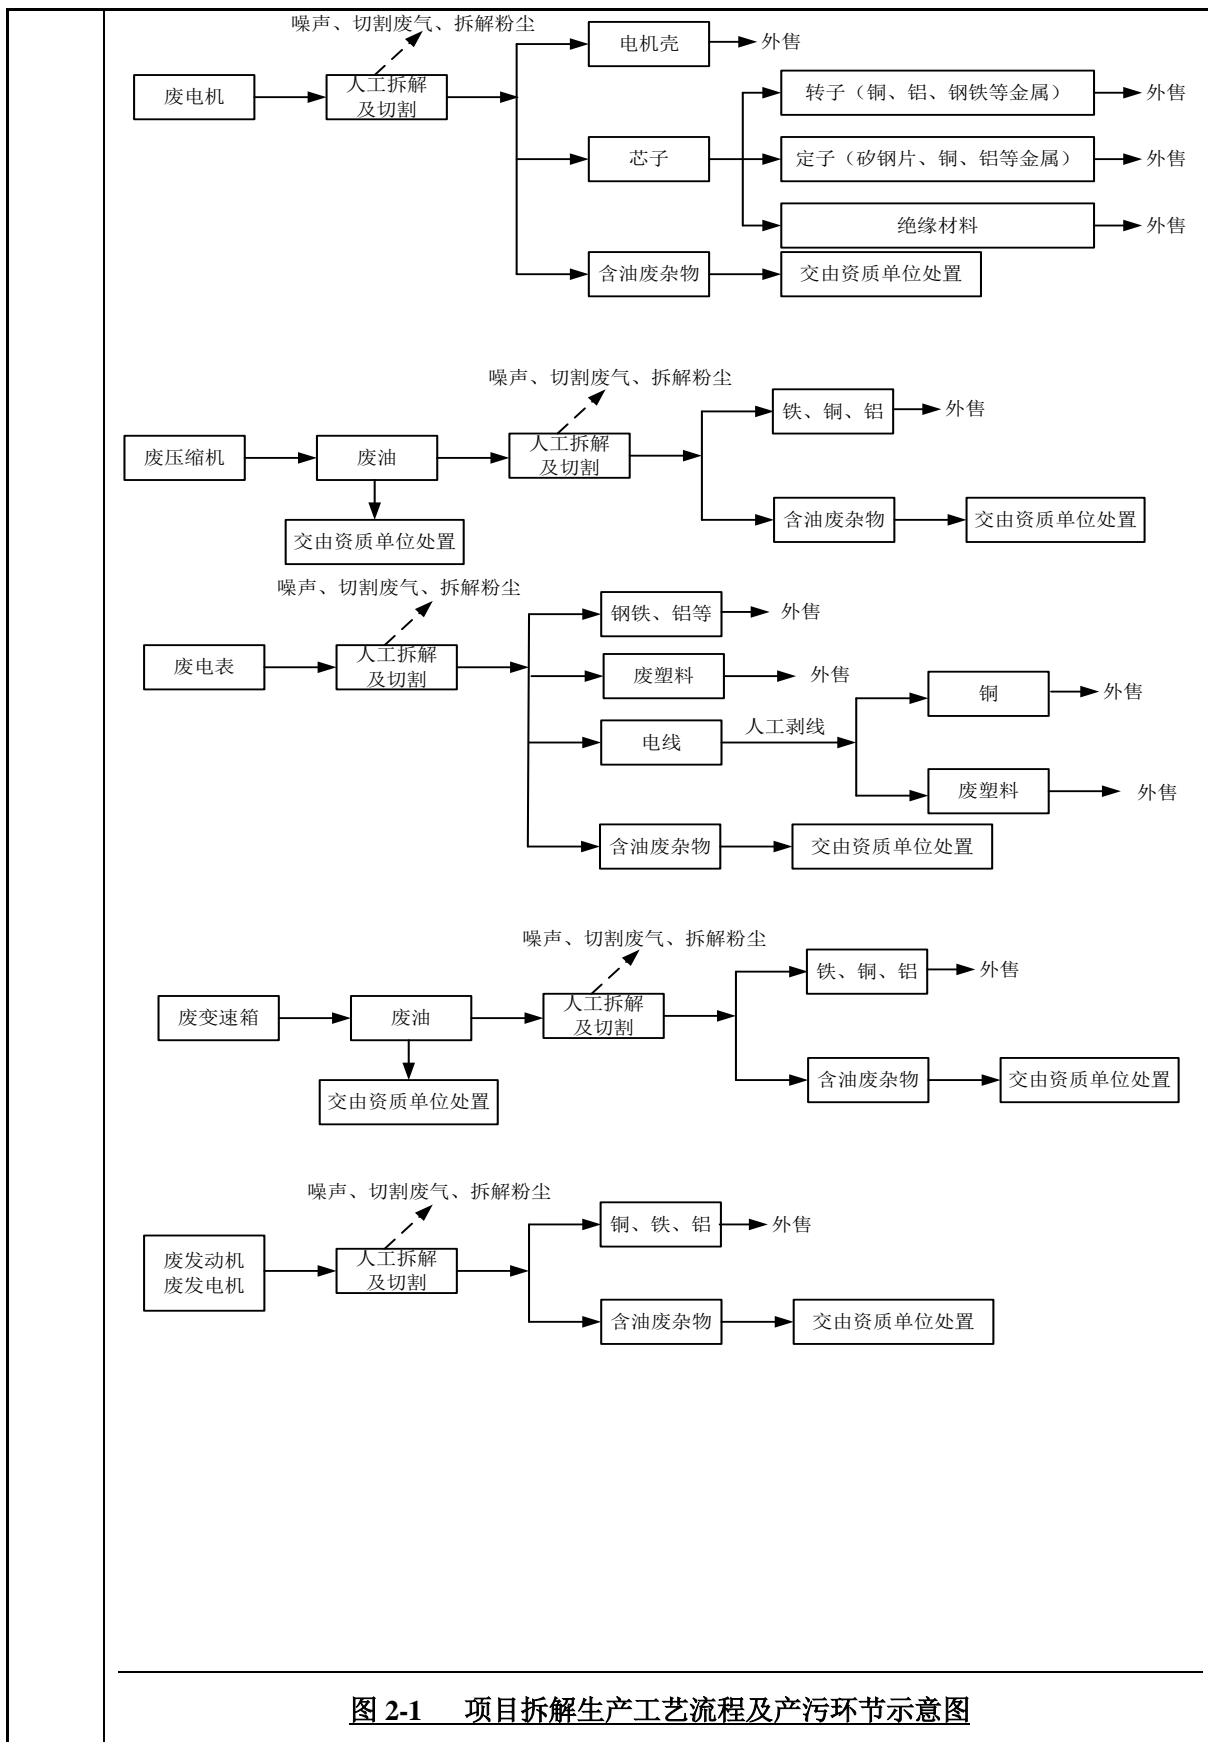 噪声、切割废气、拆解粉尘
电机壳
外售
废电机
人工拆解
及切割
转子（铜、铝、钢铁等金属）
外售
芯子
定子（矽钢片、铜、铝等金属）
外售
绝缘材料
外售
含油废杂物
交由资质单位处置
噪声、切割废气、拆解粉尘
铁、铜、铝
外售
废压缩机
废油
人工拆解
及切割
含油废杂物
交由资质单位处置
交由资质单位处置
噪声、切割废气、拆解粉尘
钢铁、铝等
外售
废电表
人工拆解
及切割
废塑料
外售
铜
外售
电线
人工剥线
废塑料
外售
含油废杂物
交由资质单位处置
噪声、切割废气、拆解粉尘
铁、铜、铝
外售
废变速箱
废油
人工拆解
及切割
含油废杂物
交由资质单位处置
交由资质单位处置
噪声、切割废气、拆解粉尘
铜、铁、铝
外售
废发动机
废发电机
人工拆解
及切割
含油废杂物
交由资质单位处置
图 2-1 项目拆解生产工艺流程及产污环节示意图